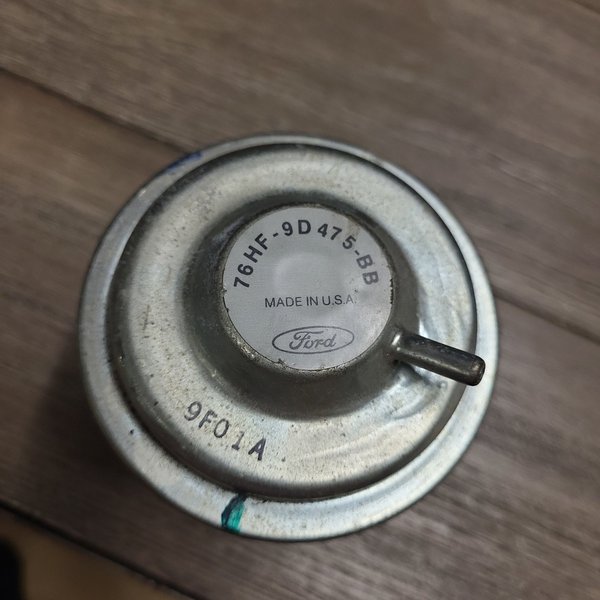 76HF-9D475-BB
MADE IN U.S.A.
Ford
9F01A